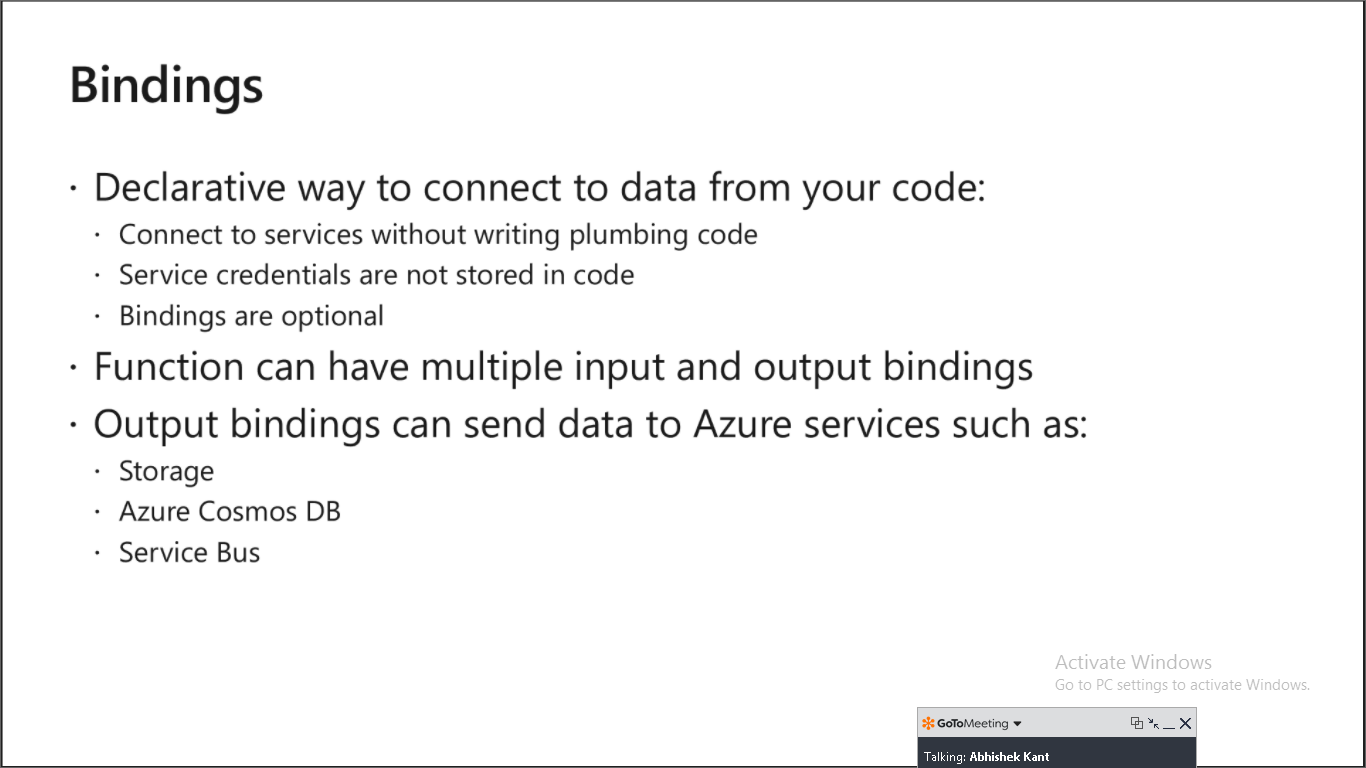 Bindings
· Declarative way to connect to data from your code:
· Connect to services without writing plumbing code
· Service credentials are not stored in code
· Bindings are optional
· Function can have multiple input and output bindings
· Output bindings can send data to Azure services such as:
· Storage
· Azure Cosmos DB
· Service Bus
Activate Windows
Go to PC settings to activate Windows.
GoToMeeting
Talking: Abhishek Kant